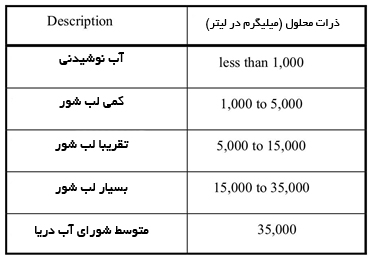 Description ذرات محلول (میلیگرم در لیتر)
آب نوشیدنی less than 1,000
کمی لب شور 1,000 to 5,000
تقریبا لب شور 5,000 to 15,000
بسیار لب شور 15,000 to 35,000
متوسط شورای آب دریا 35,000